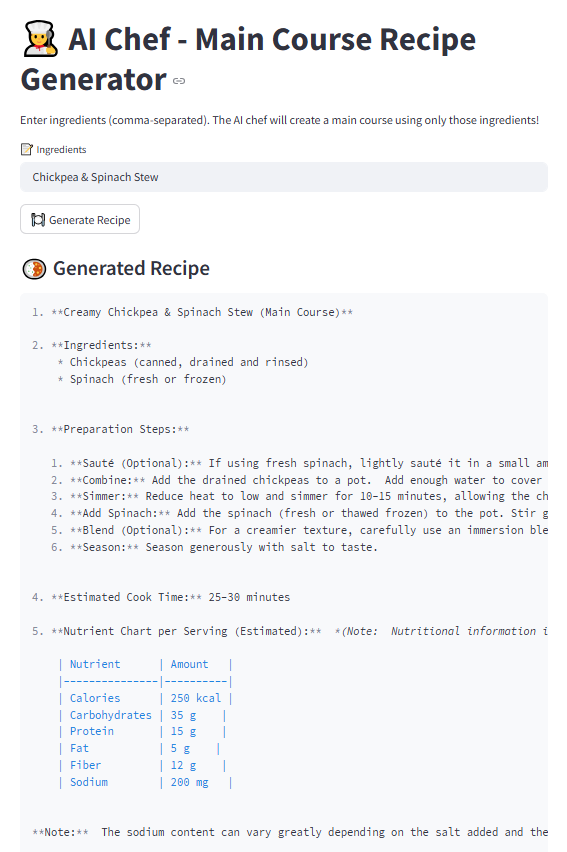 AI Chef - Main Course Recipe
Generator
Enter ingredients (comma-separated). The AI chef will create a main course using only those ingredients!
Ingredients
Chickpea & Spinach Stew
Generate Recipe
Generated Recipe
1. **Creamy Chickpea & Spinach Stew (Main Course)**
2. **Ingredients:**
* Chickpeas (canned, drained and rinsed)
* Spinach (fresh or frozen)
3. **Preparation Steps:**
1. **Sauté (Optional):** If using fresh spinach, lightly sauté it in a small am
2. **Combine:** Add the drained chickpeas to a pot.  Add enough water to cover
3. **Simmer:** Reduce heat to low and simmer for 10-15 minutes, allowing the ch
4. **Add Spinach:** Add the spinach (fresh or thawed frozen) to the pot. Stir g
5. **Blend (Optional):** For a creamier texture, carefully use an immersion ble
6. **Season:** Season generously with salt to taste.
4. **Estimated Cook Time:** 25-30 minutes
5. **Nutrient Chart per Serving (Estimated):**  *(Note:  Nutritional information i
| Nutrient      | Amount   |
|---------------|----------|
| Calories      | 250 kcal |
| Carbohydrates | 35 g    |
| Protein       | 15 g    |
| Fat           | 5 g    |
| Fiber         | 12 g    |
| Sodium        | 200 mg   |
**Note:**  The sodium content can vary greatly depending on the salt added and the